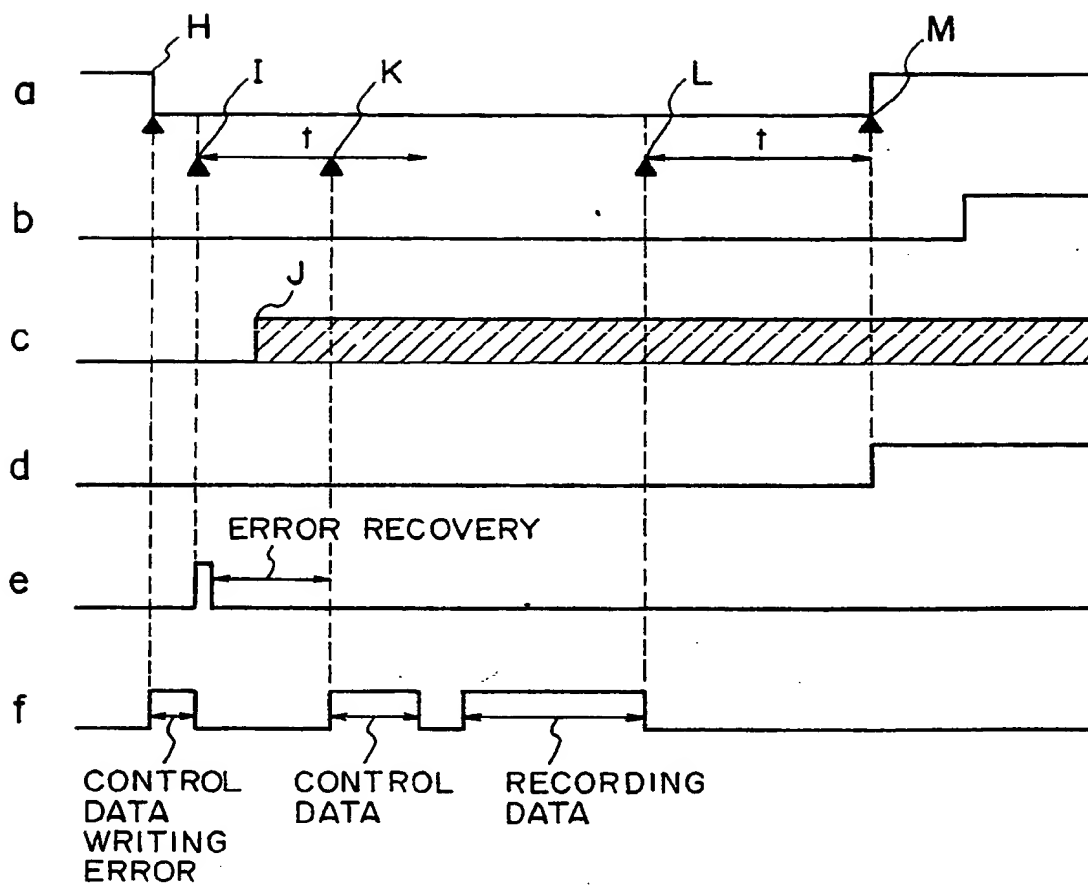 H
M
I
K
L
a
t
t
b
J
c
d
ERROR RECOVERY
e
f
CONTROL
DATA
WRITING
ERROR
CONTROL
DATA
RECORDING
DATA